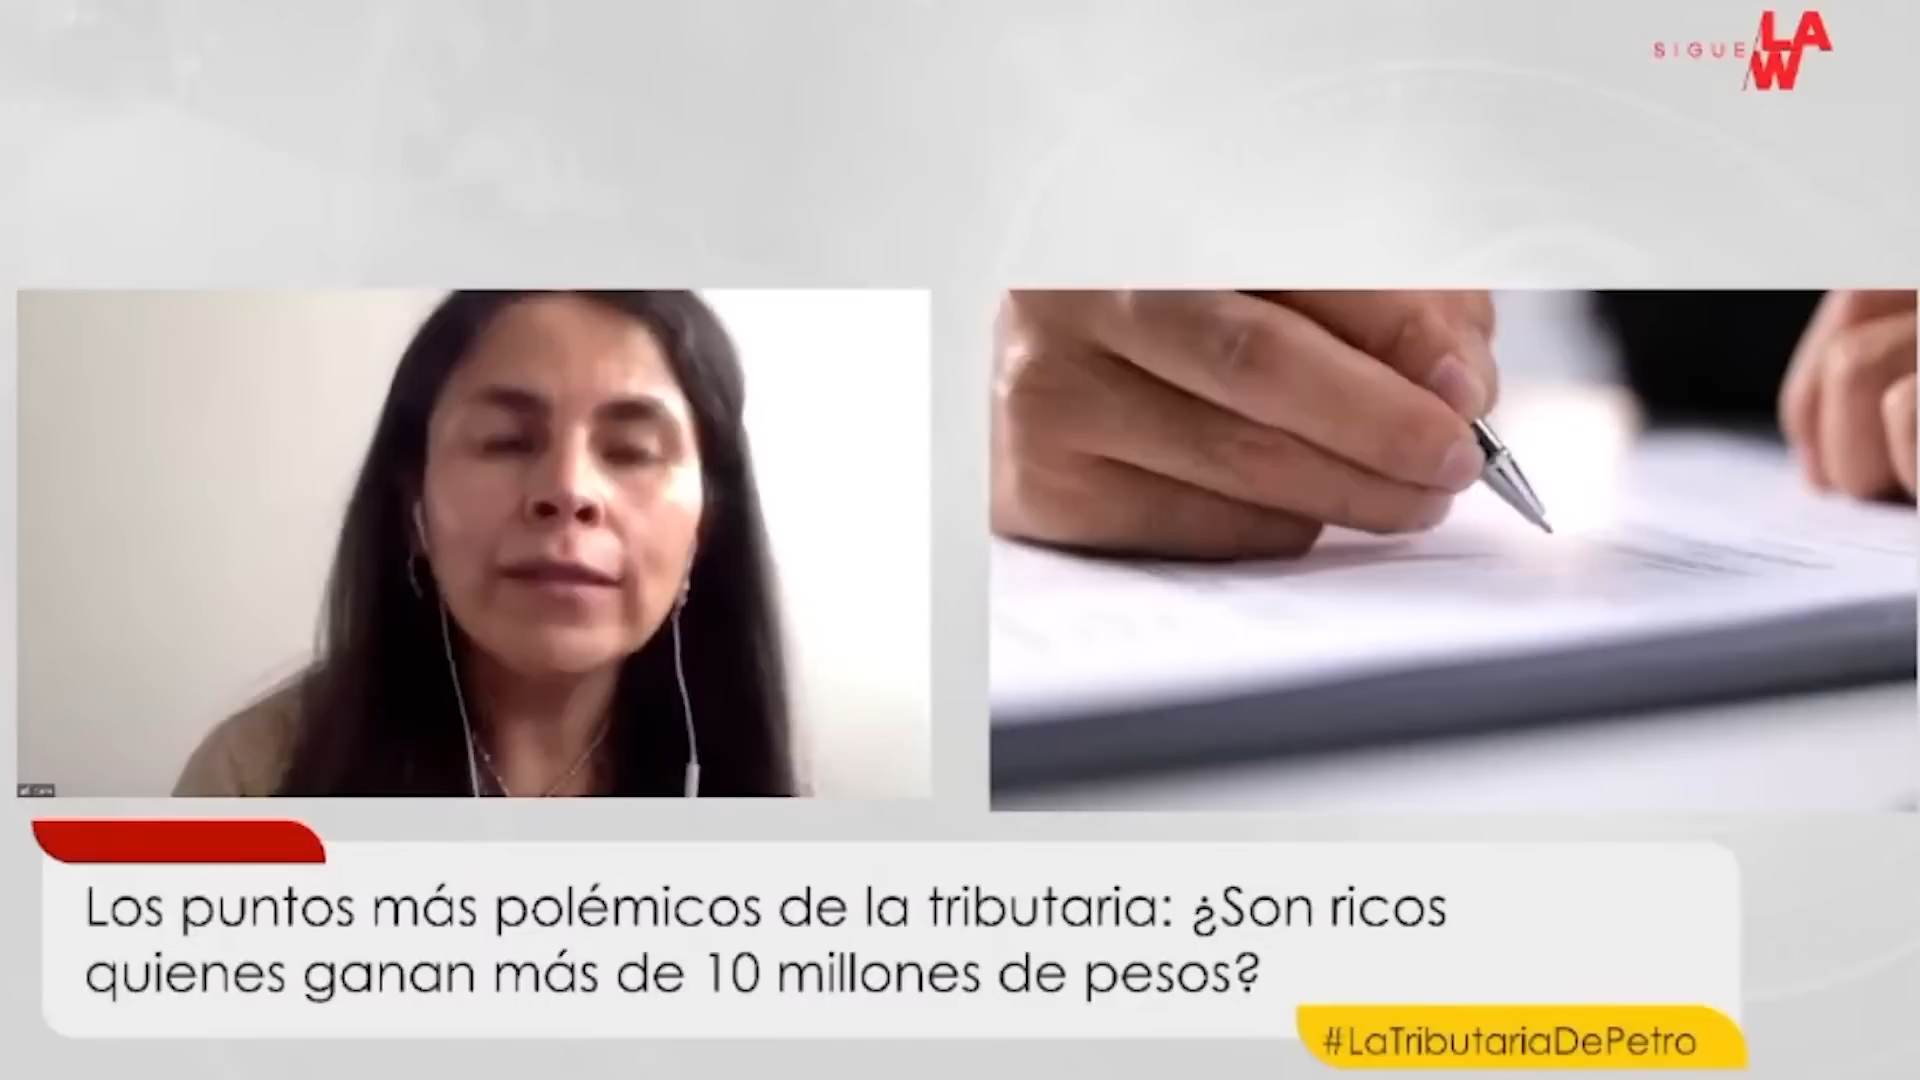 SIGUE LA W
Los puntos más polémicos de la tributaria: ¿Son ricos
quienes ganan más de 10 millones de pesos?
#LaTributariaDePetro